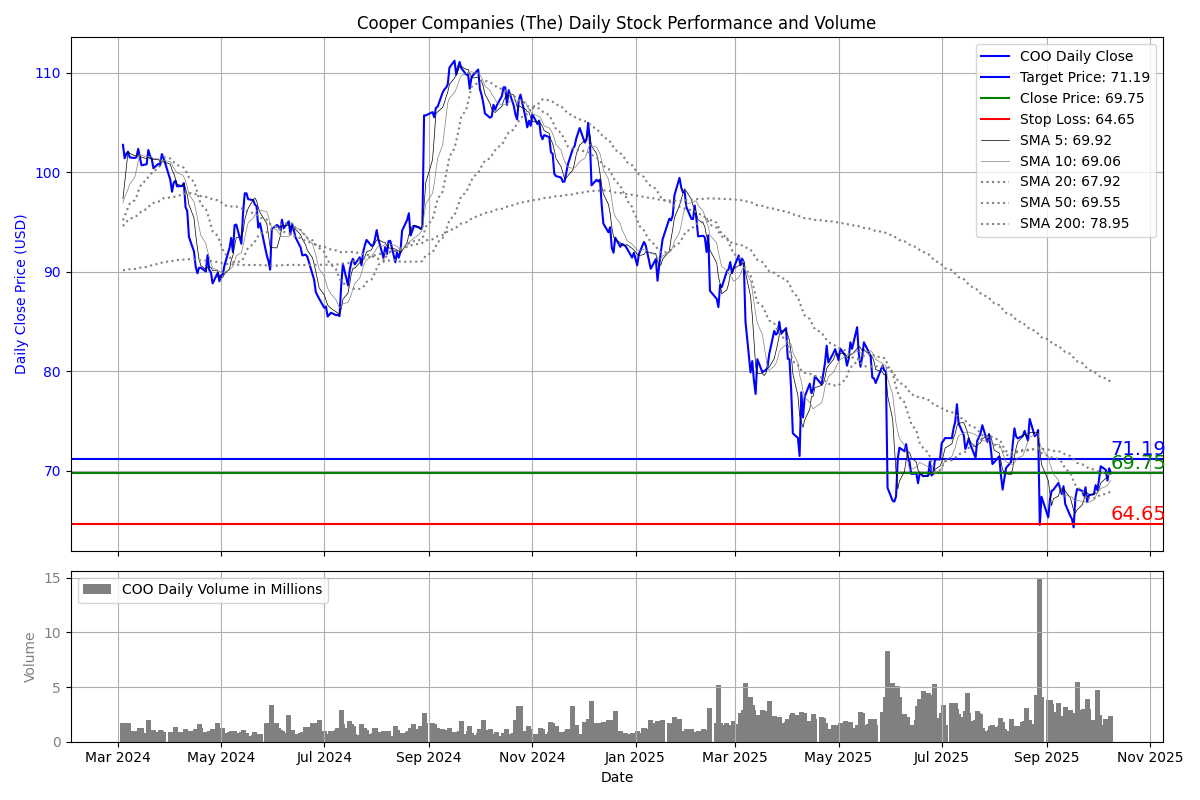 Cooper Companies (The) Daily Stock Performance and Volume
Daily Close Price (USD)
110
100
90
80
70
COO Daily Close
Target Price: 71.19
Close Price: 69.75
Stop Loss: 64.65
SMA 5: 69.92
SMA 10: 69.06
SMA 20: 67.92
SMA 50: 69.55
SMA 200: 78.95
71.19
69.75
64.65
Volume
15
10
5
0
COO Daily Volume in Millions
Mar 2024 May 2024 Jul 2024 Sep 2024 Nov 2024 Jan 2025 Mar 2025 May 2025 Jul 2025 Sep 2025 Nov 2025
Date